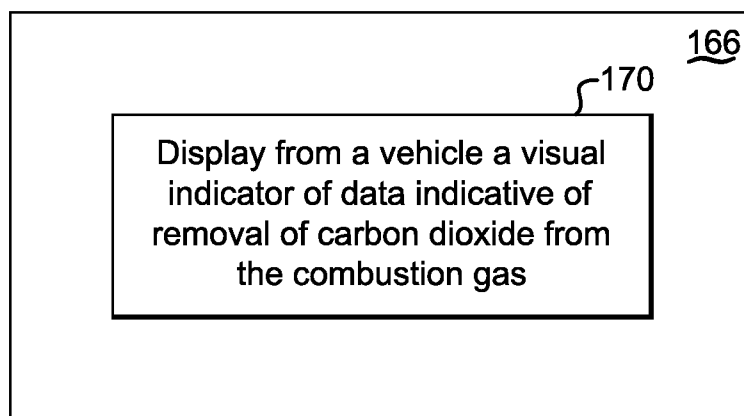 166
170
Display from a vehicle a visual
indicator of data indicative of
removal of carbon dioxide from
the combustion gas